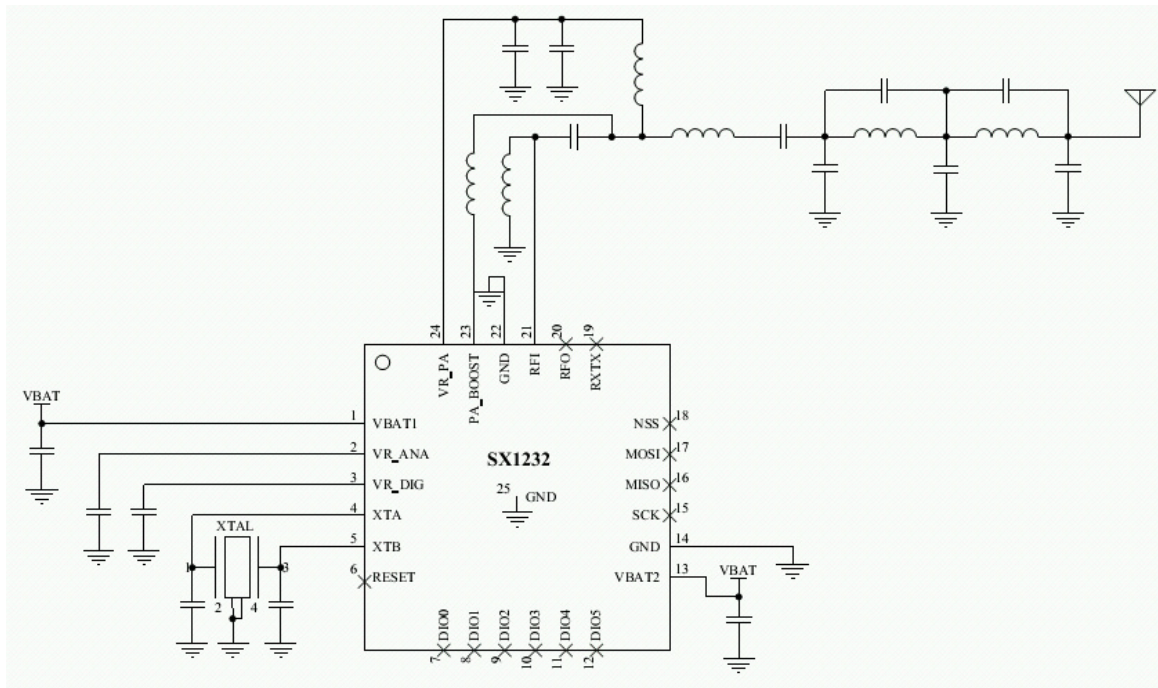 24
23
22
21
20
19
VR_PA
PA_BOOST
GND
RFI
RFO
RXTX
VBAT
1
VBAT1
2
VR_ANA
3
VR_DIG
4
XTA
5
XTB
6
RESET
XTAL
1
3
2
4
SX1232
25
GND
NSS
18
MOSI
17
MISO
16
SCK
15
GND
14
VBAT2
13
VBAT
DIO0
DIO1
DIO2
DIO3
DIO4
DIO5
7
8
9
10
11
12